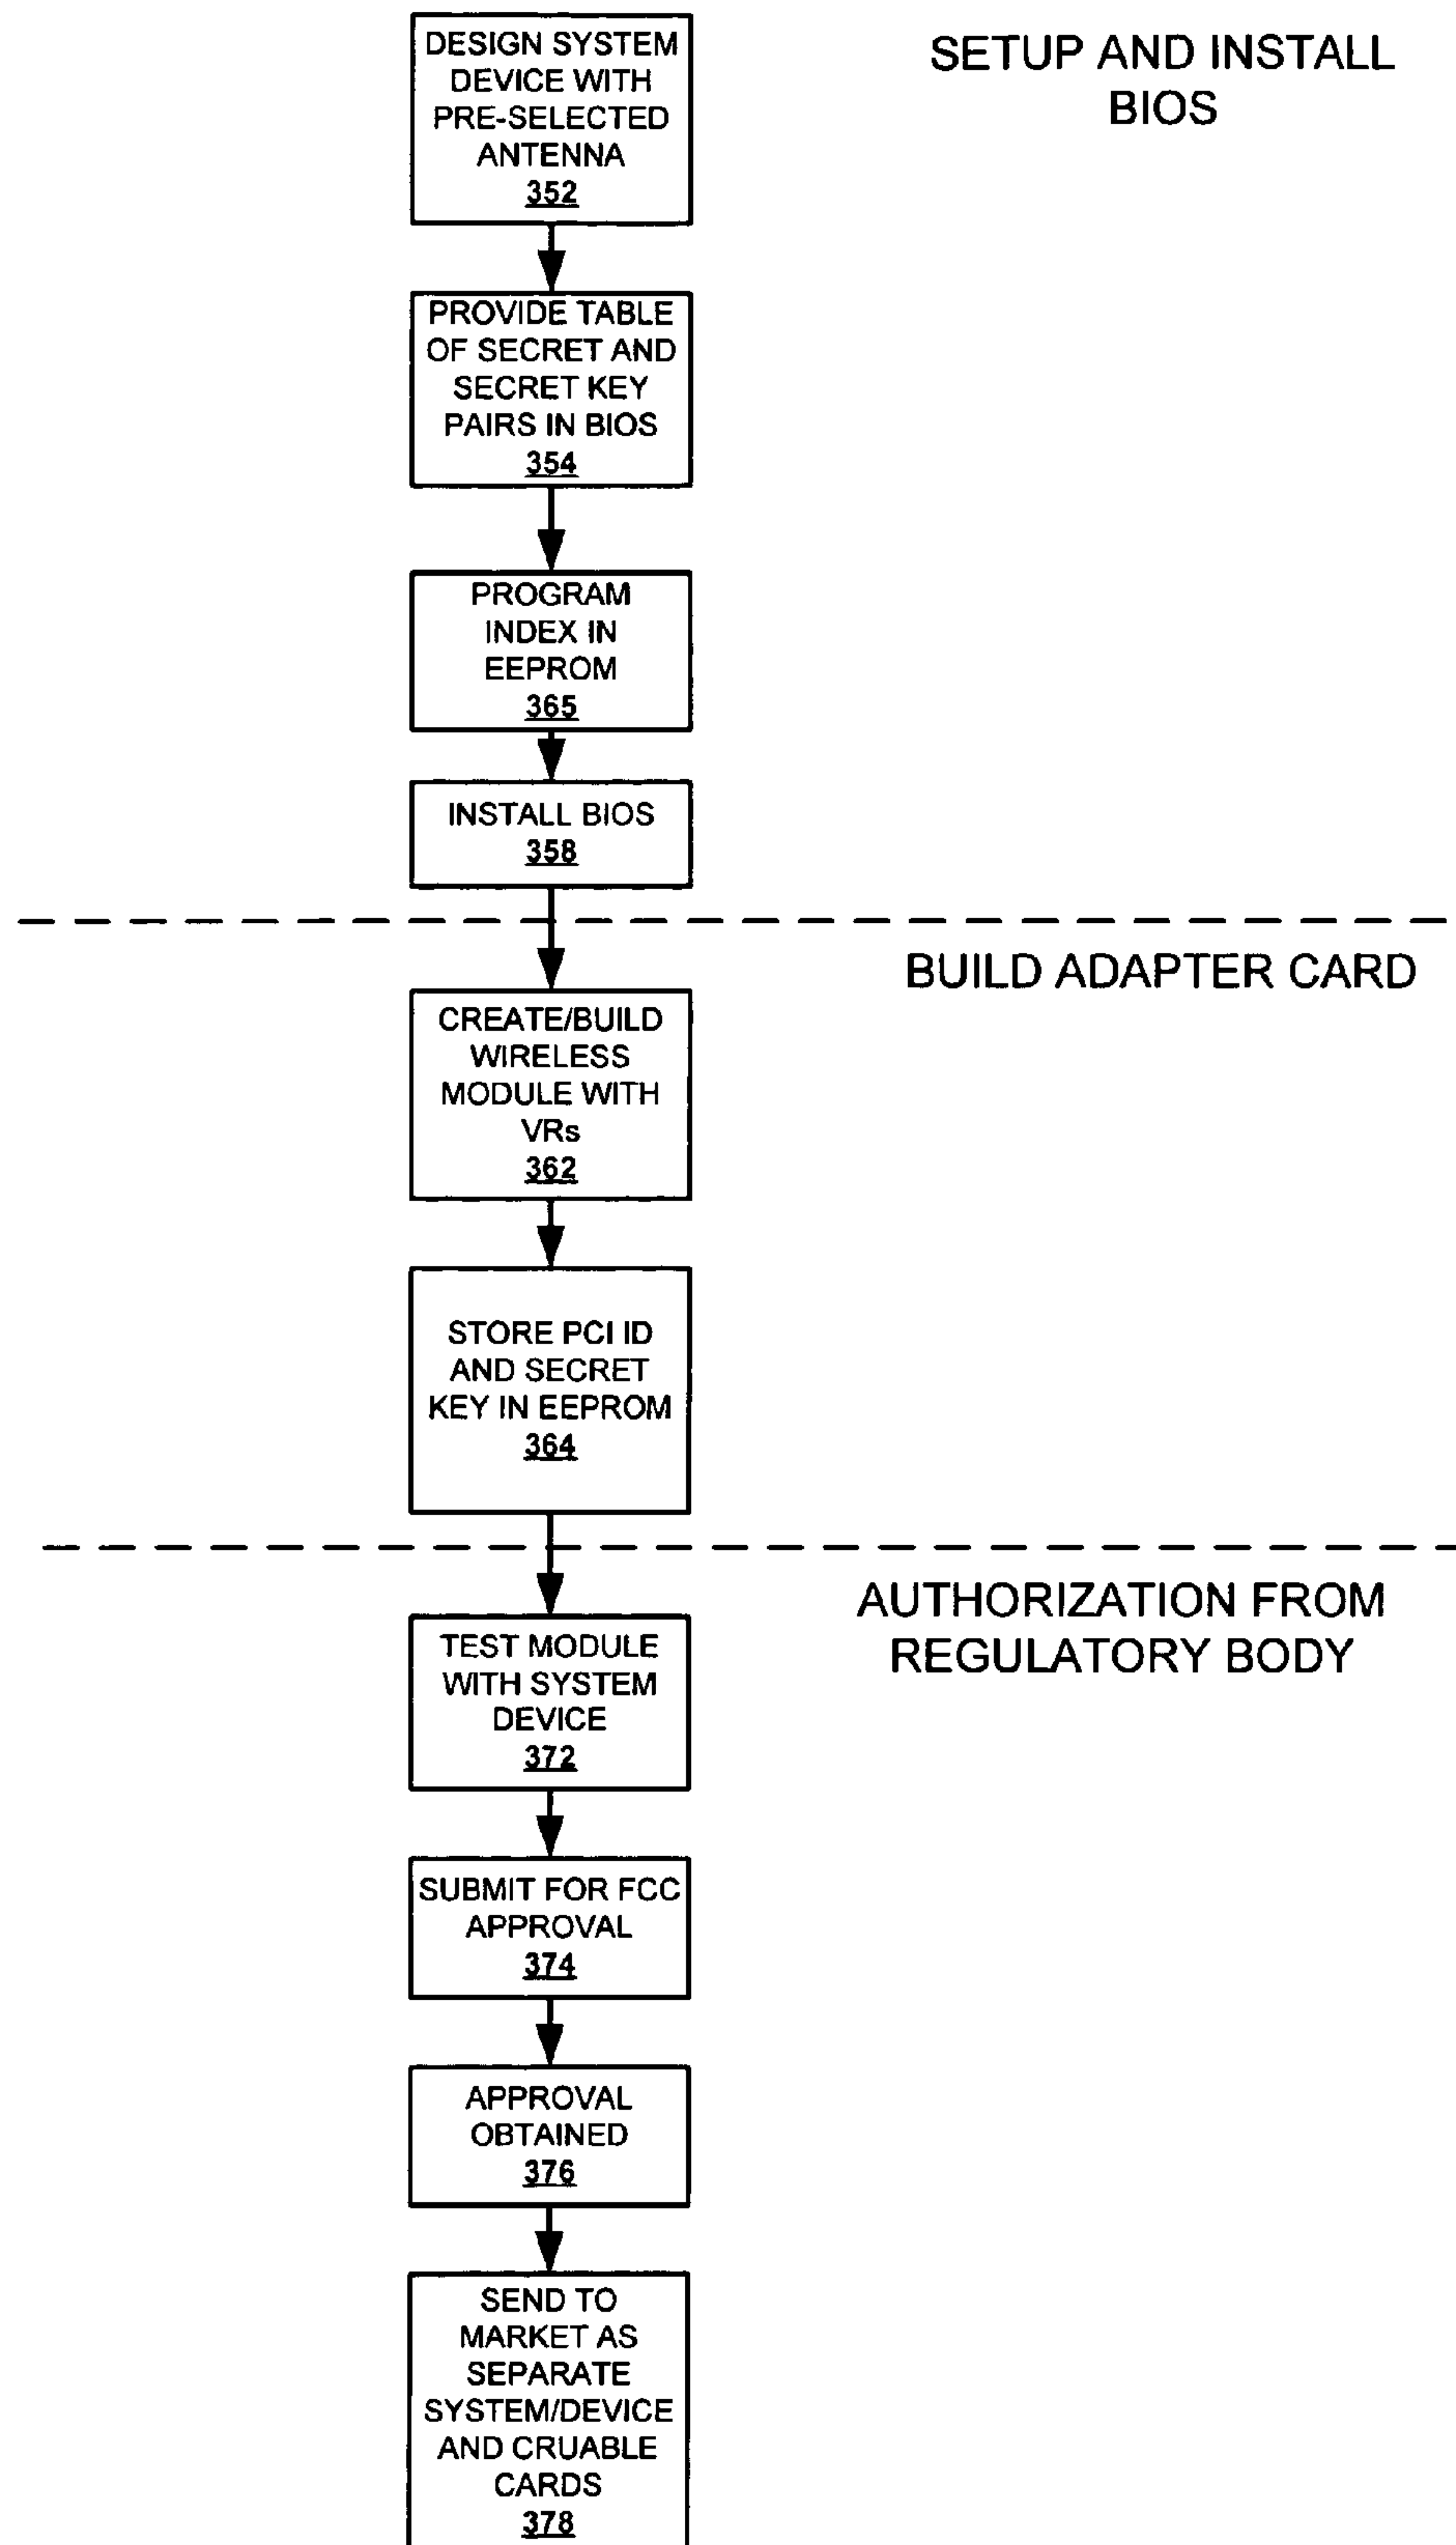 DESIGN SYSTEM
DEVICE WITH
PRE-SELECTED
ANTENNA
352
SETUP AND INSTALL
BIOS
PROVIDE TABLE
OF SECRET AND
SECRET KEY
PAIRS IN BIOS
354
PROGRAM
INDEX IN
EEPROM
365
INSTALL BIOS
358
BUILD ADAPTER CARD
CREATE/BUILD
WIRELESS
MODULE WITH
VRs
362
STORE PCI ID
AND SECRET
KEY IN EEPROM
364
AUTHORIZATION FROM
REGULATORY BODY
TEST MODULE
WITH SYSTEM
DEVICE
372
SUBMIT FOR FCC
APPROVAL
374
APPROVAL
OBTAINED
376
SEND TO
MARKET AS
SEPARATE
SYSTEM/DEVICE
AND CRUABLE
CARDS
378